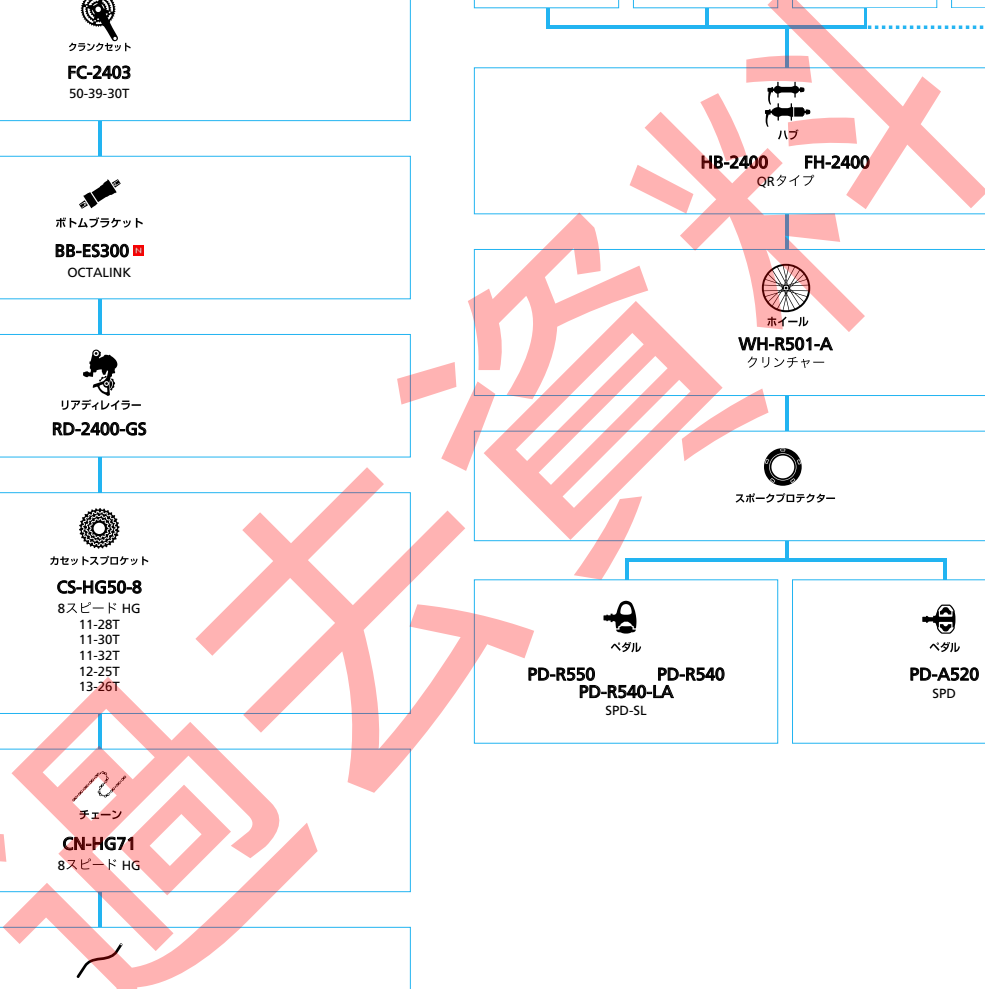 クランクセット
FC-2403
50-39-30T
ボトムブラケット
BB-ES300 N
OCTALINK
リアディレイラー
RD-2400-GS
カセットスプロケット
CS-HG50-8
8スピード HG
11-28T
11-30T
11-32T
12-25T
13-26T
チェーン
CN-HG71
8スピード HG
ハブ
HB-2400 FH-2400
QRタイプ
ホイール
WH-R501-A
クリンチャー
スポークプロテクター
ペダル
PD-R550 PD-R540
PD-R540-LA
SPD-SL
ペダル
PD-A520
SPD
過去資料